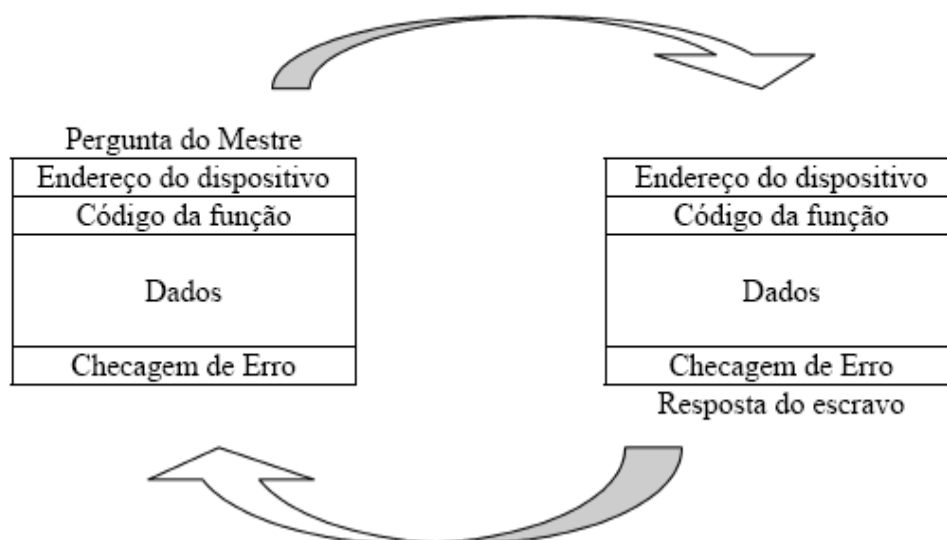 Pergunta do Mestre
Endereço do dispositivo
Código da função
Dados
Checagem de Erro
Endereço do dispositivo
Código da função
Dados
Checagem de Erro
Resposta do escravo